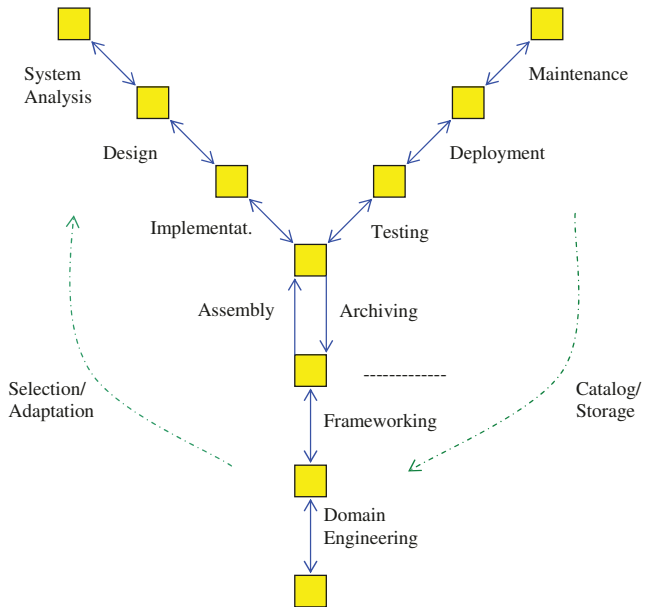 System
Analysis
Maintenance
Design
Deployment
Implementat.
Testing
Assembly
Archiving
Selection/
Adaptation
Catalog/
Storage
Frameworking
Domain
Engineering